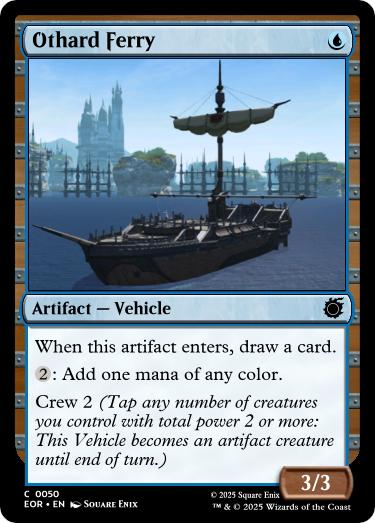 Othard Ferry
Artifact — Vehicle
When this artifact enters, draw a card.
2: Add one mana of any color.
Crew 2 (Tap any number of creatures
you control with total power 2 or more:
This Vehicle becomes an artifact creature
until end of turn.)
3/3
C 0050
EOR • EN SQUARE ENIX
© 2025 Square Enix
™ & © 2025 Wizards of the Coast